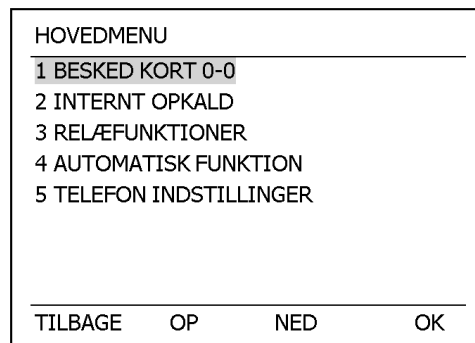 HOVEDMENU
1 BESKED KORT 0-0
2 INTERNT OPKALD
3 RELÆFUNKTIONER
4 AUTOMATISK FUNKTION
5 TELEFON INDSTILLINGER
TILBAGE OP NED OK